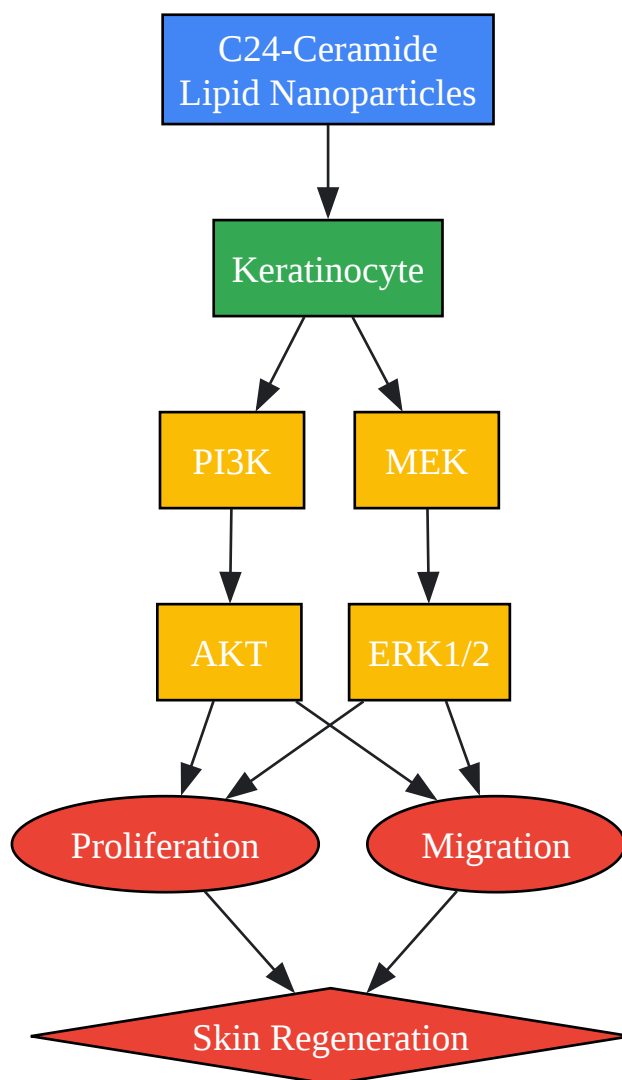 C24-Ceramide
Lipid Nanoparticles
Keratinocyte
PI3K
MEK
AKT
ERK1/2
Proliferation
Migration
Skin Regeneration